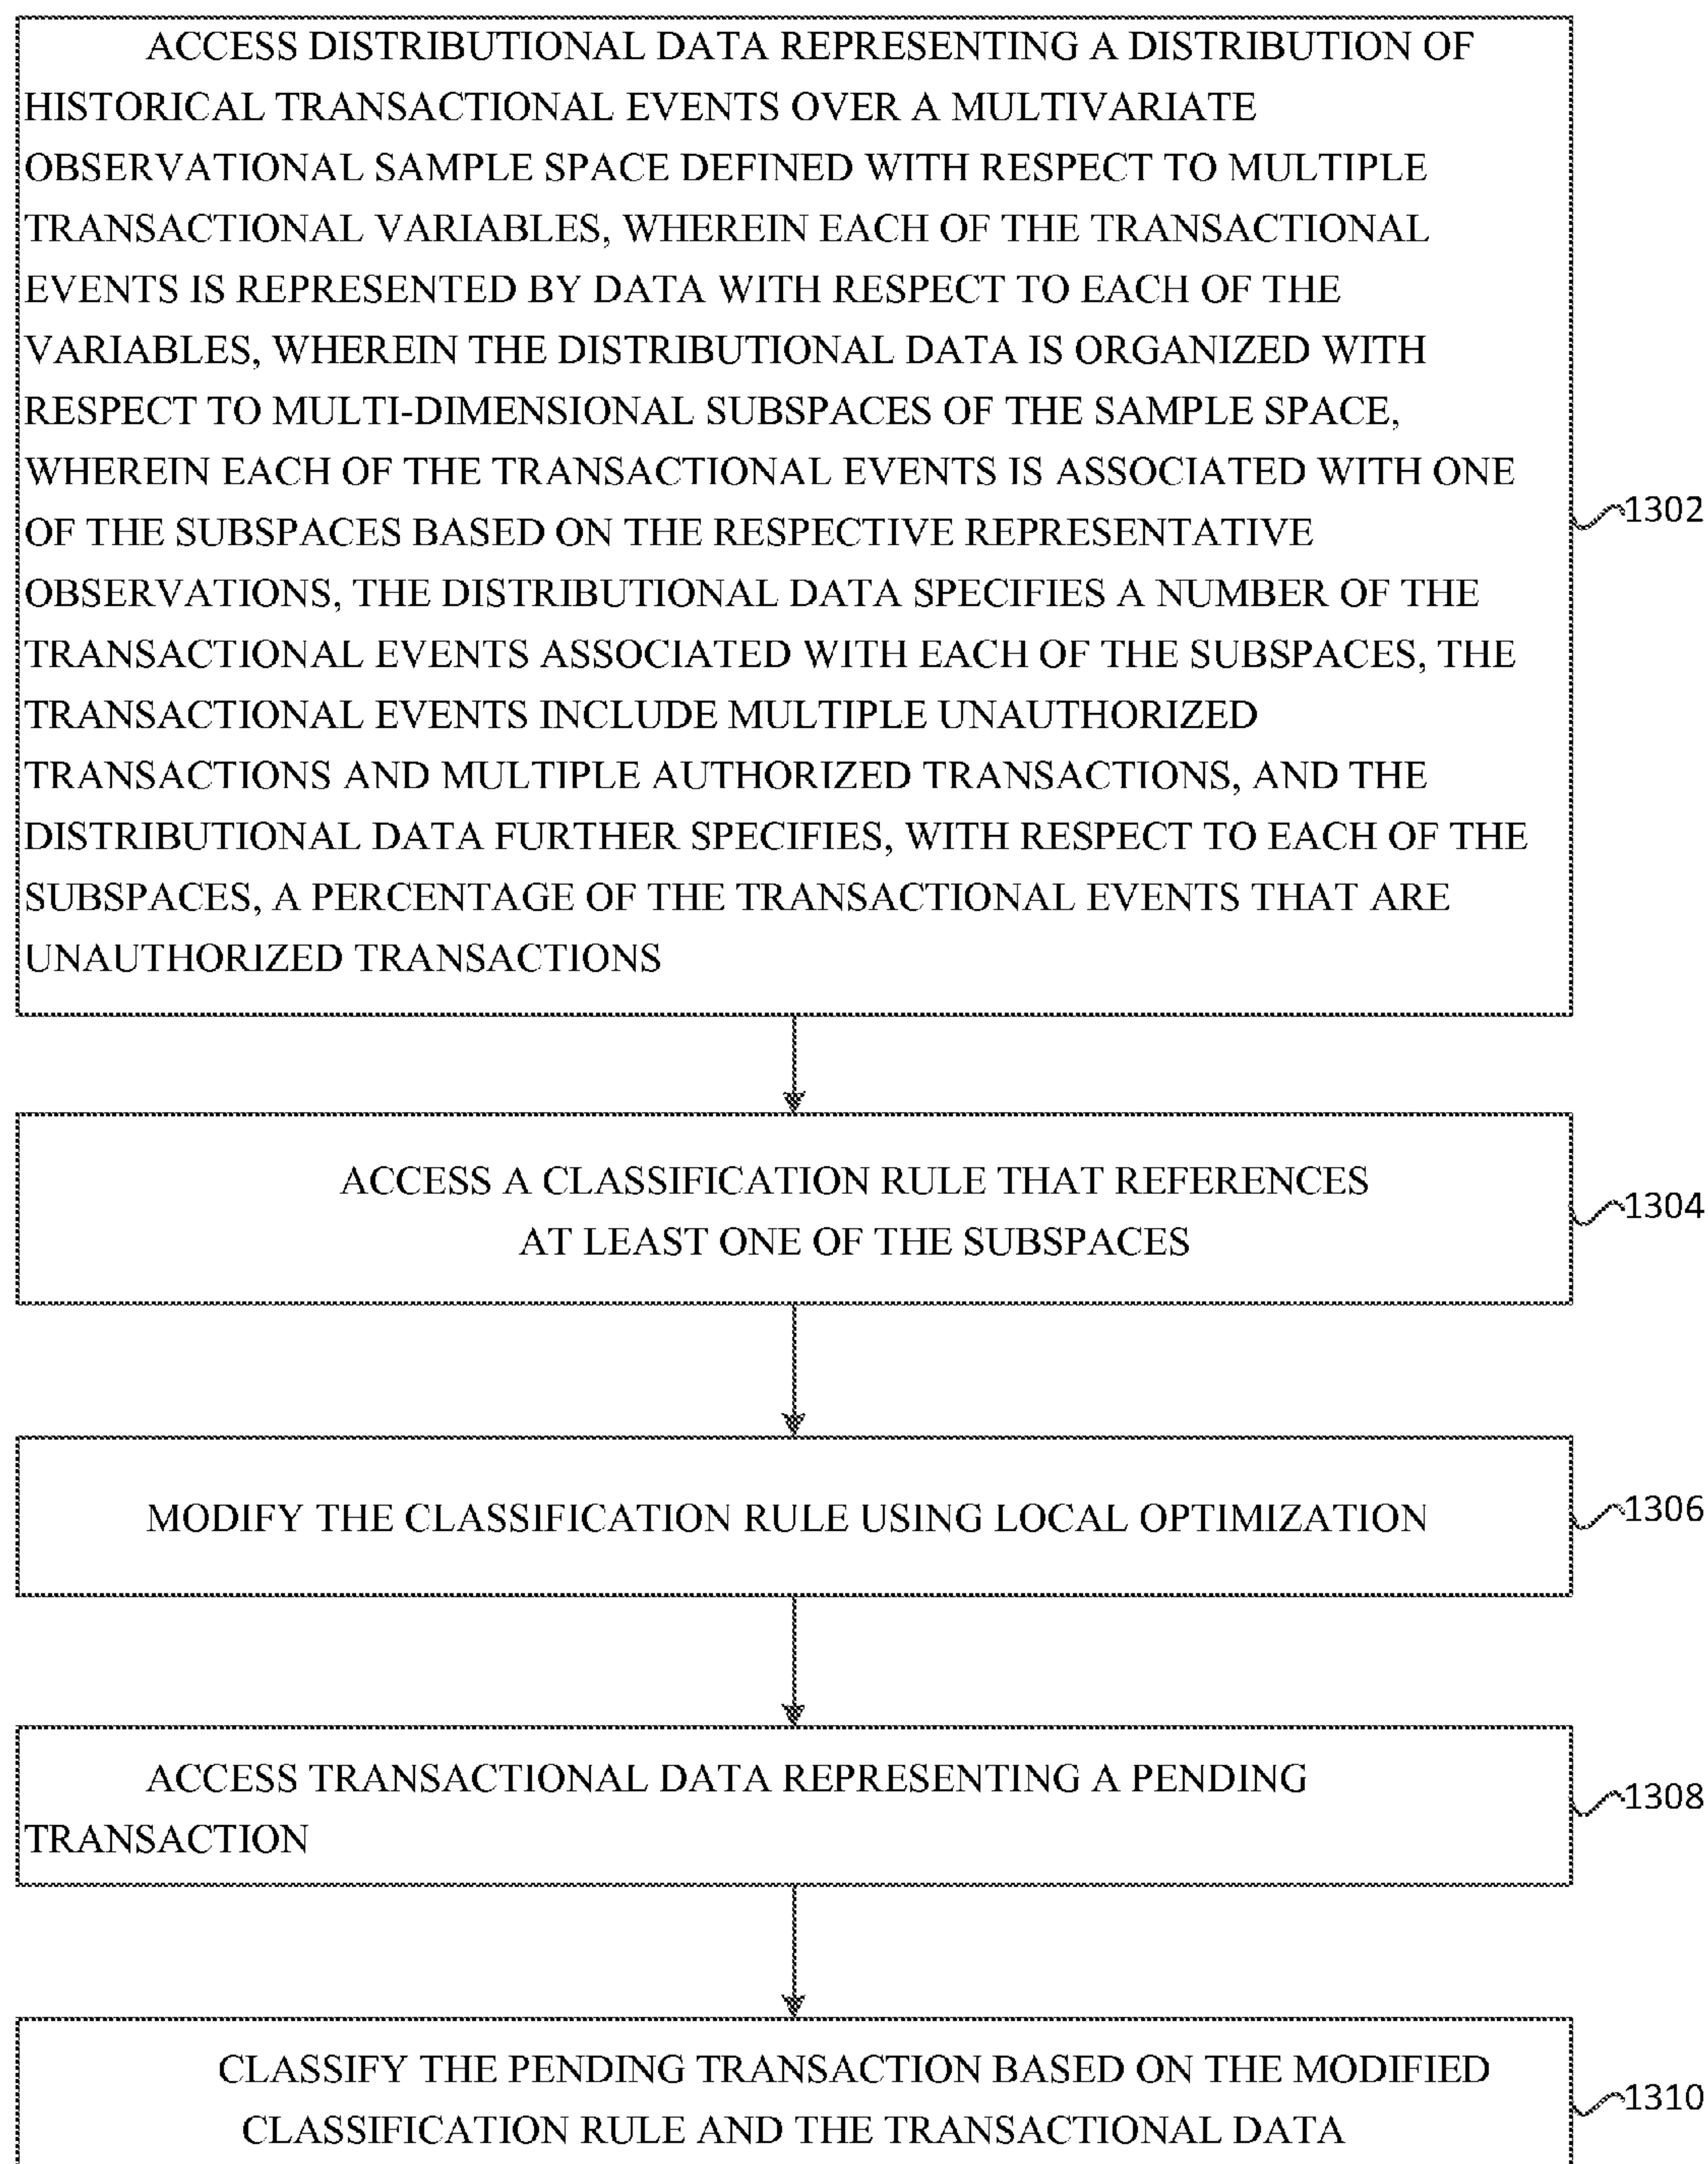 ACCESS DISTRIBUTIONAL DATA REPRESENTING A DISTRIBUTION OF
HISTORICAL TRANSACTIONAL EVENTS OVER A MULTIVARIATE
OBSERVATIONAL SAMPLE SPACE DEFINED WITH RESPECT TO MULTIPLE
TRANSACTIONAL VARIABLES, WHEREIN EACH OF THE TRANSACTIONAL
EVENTS IS REPRESENTED BY DATA WITH RESPECT TO EACH OF THE
VARIABLES, WHEREIN THE DISTRIBUTIONAL DATA IS ORGANIZED WITH
RESPECT TO MULTI-DIMENSIONAL SUBSPACES OF THE SAMPLE SPACE,
WHEREIN EACH OF THE TRANSACTIONAL EVENTS IS ASSOCIATED WITH ONE
OF THE SUBSPACES BASED ON THE RESPECTIVE REPRESENTATIVE
OBSERVATIONS, THE DISTRIBUTIONAL DATA SPECIFIES A NUMBER OF THE
TRANSACTIONAL EVENTS ASSOCIATED WITH EACH OF THE SUBSPACES, THE
TRANSACTIONAL EVENTS INCLUDE MULTIPLE UNAUTHORIZED
TRANSACTIONS AND MULTIPLE AUTHORIZED TRANSACTIONS, AND THE
DISTRIBUTIONAL DATA FURTHER SPECIFIES, WITH RESPECT TO EACH OF THE
SUBSPACES, A PERCENTAGE OF THE TRANSACTIONAL EVENTS THAT ARE
UNAUTHORIZED TRANSACTIONS
1302
ACCESS A CLASSIFICATION RULE THAT REFERENCES
AT LEAST ONE OF THE SUBSPACES
1304
MODIFY THE CLASSIFICATION RULE USING LOCAL OPTIMIZATION
1306
ACCESS TRANSACTIONAL DATA REPRESENTING A PENDING
TRANSACTION
1308
CLASSIFY THE PENDING TRANSACTION BASED ON THE MODIFIED
CLASSIFICATION RULE AND THE TRANSACTIONAL DATA
1310